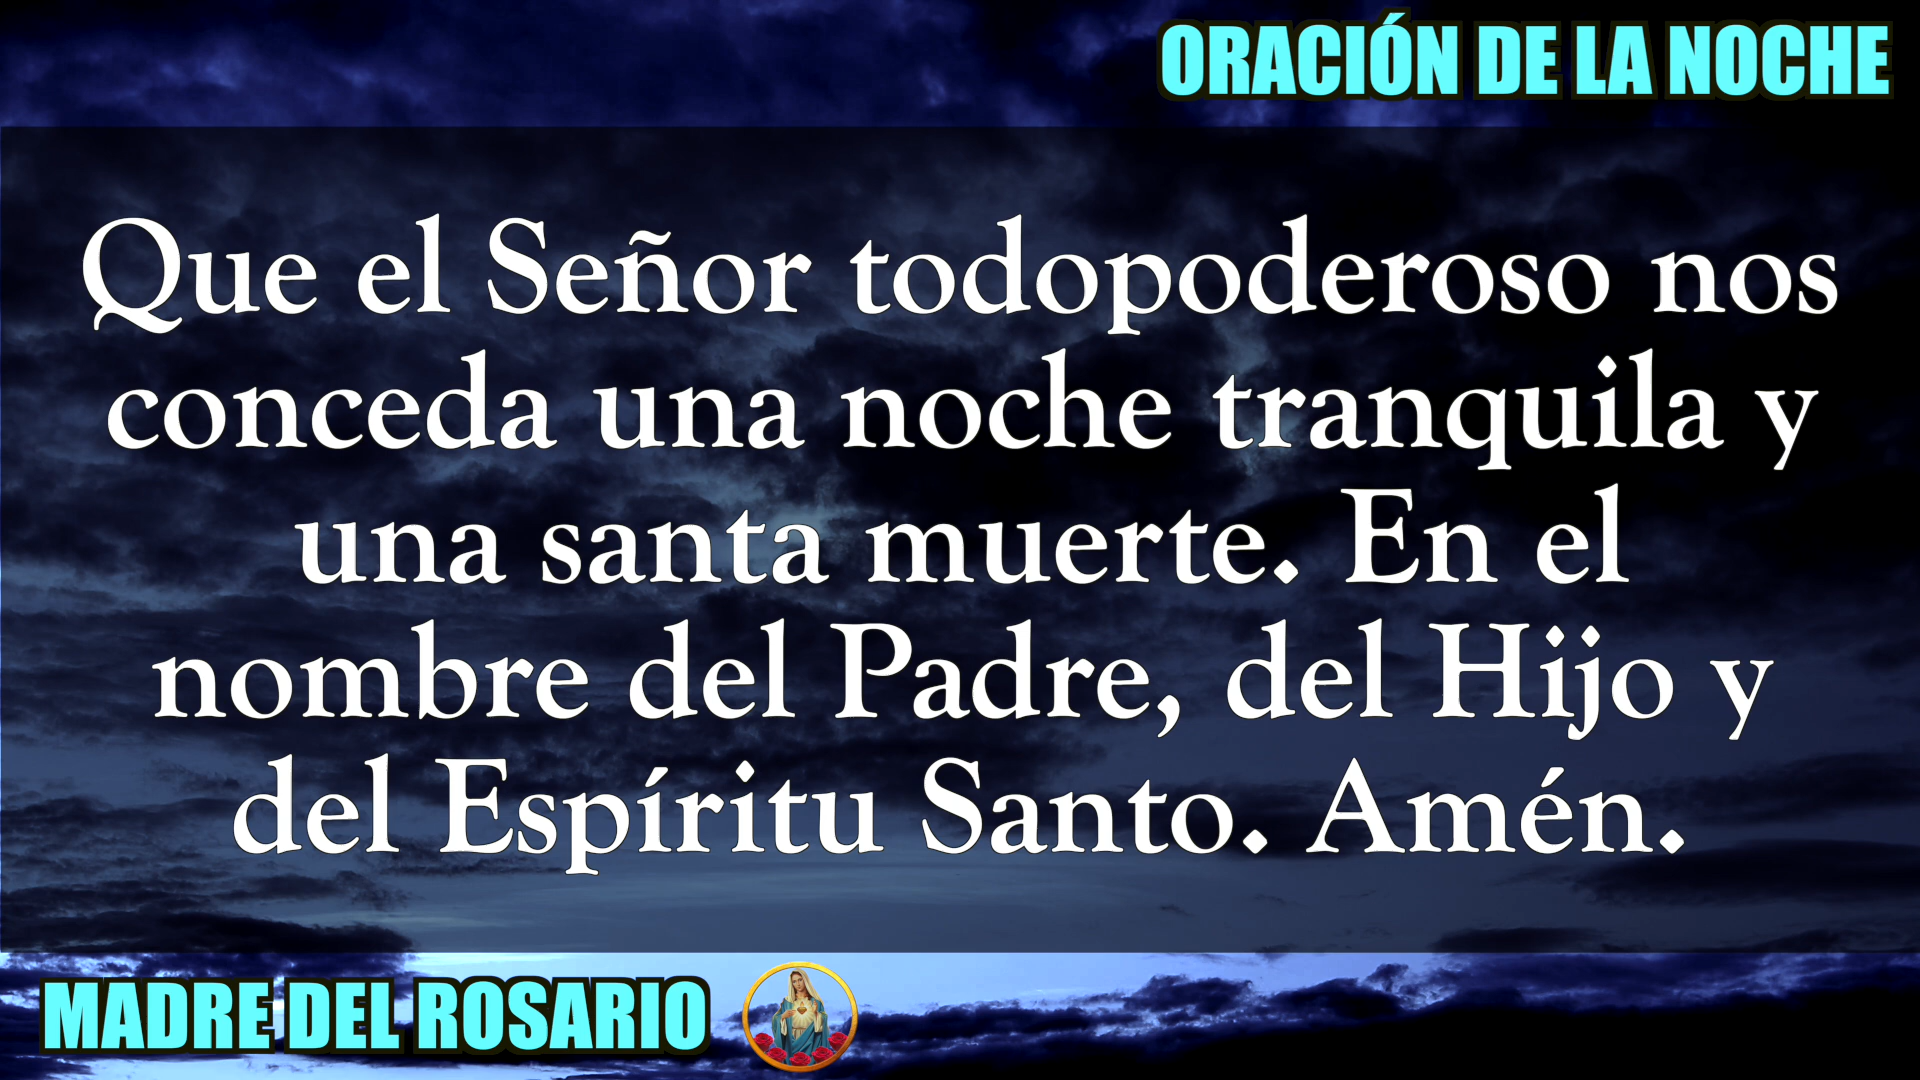 ORACIÓN DE LA NOCHE
Que el Señor todopoderoso nos
conceda una noche tranquila y
una santa muerte. En el
nombre del Padre, del Hijo y
del Espíritu Santo. Amén.
MADRE DEL ROSARIO